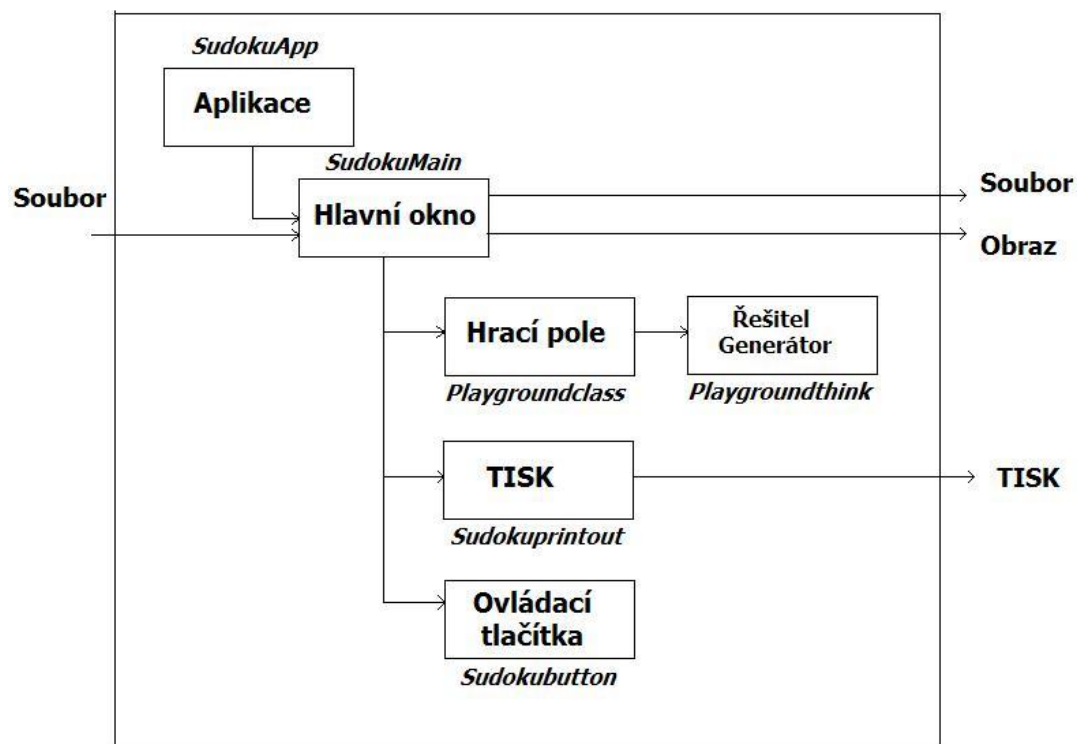 SudokuApp
Aplikace
SudokuMain
Soubor
Hlavní okno
Soubor
Obraz
Hrací pole
Playgroundclass
Řešitel
Generátor
Playgroundthink
TISK
Sudokuprintout
TISK
Ovládací
tlačítka
Sudokubutton